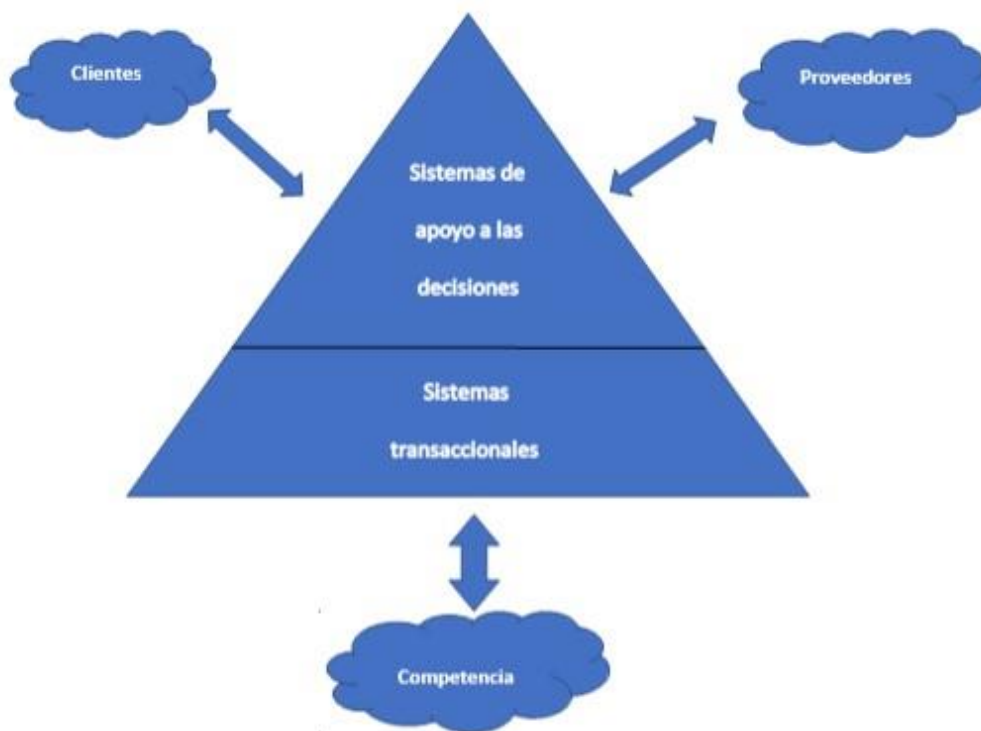 Clientes
Proveedores
Sistemas de
apoyo a las
decisiones
Sistemas
transaccionales
Competencia